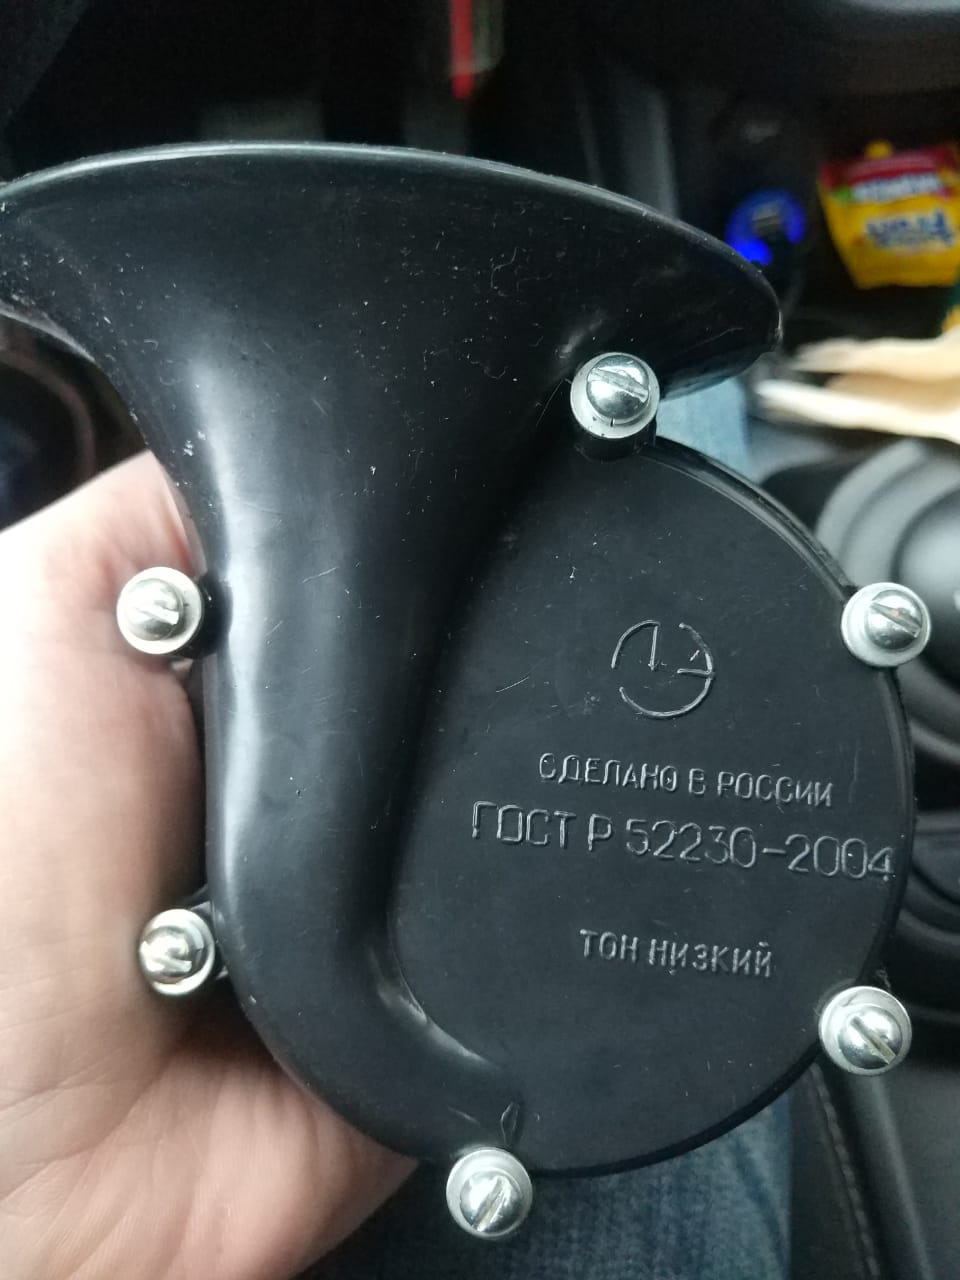 СДЕЛАНО В РОССИИ
ГОСТ Р 52230-2004
ТОН НИЗКИЙ